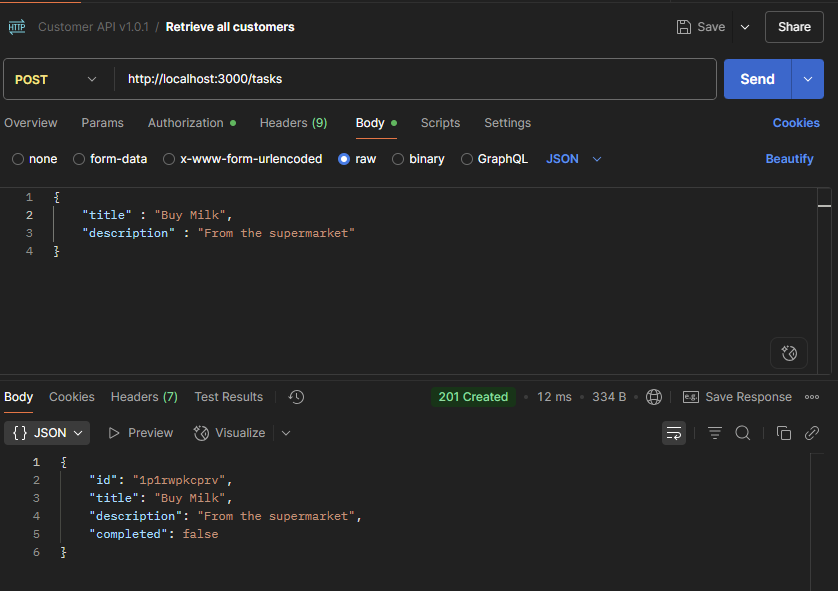 HTTP Customer API v1.0.1 / Retrieve all customers Save Share
POST http://localhost:3000/tasks Send
Overview Params Authorization Headers (9) Body Scripts Settings Cookies
none form-data x-www-form-urlencoded raw binary GraphQL JSON Beautify
1 {
2 "title" : "Buy Milk",
3 "description" : "From the supermarket"
4 }
Body Cookies Headers (7) Test Results 201 Created • 12 ms • 334 B • e.g. Save Response
{} JSON Preview Visualize
1 {
2 "id": "1p1rwpkcprv",
3 "title": "Buy Milk",
4 "description": "From the supermarket",
5 "completed": false
6 }